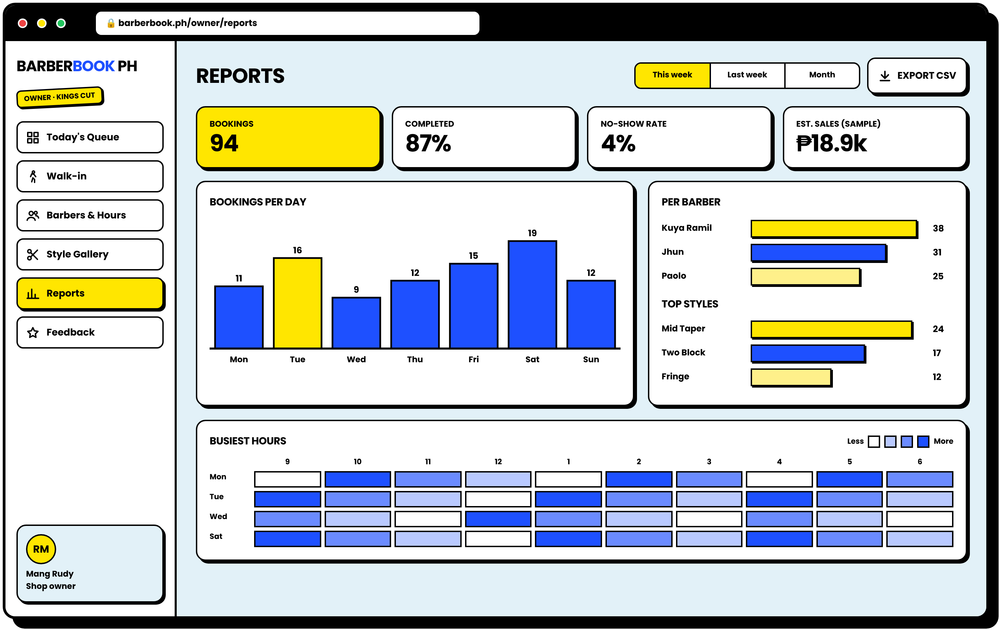 🔒 barberbook.ph/owner/reports
BARBERBOOK PH
OWNER · KINGS CUT
Today's Queue
Walk-in
Barbers & Hours
Style Gallery
Reports
Feedback
RM
Mang Rudy
Shop owner
REPORTS
This week Last week Month
EXPORT CSV
BOOKINGS
94
COMPLETED
87%
NO-SHOW RATE
4%
EST. SALES (SAMPLE)
₱18.9k
BOOKINGS PER DAY
11 16 9 12 15 19 12
Mon Tue Wed Thu Fri Sat Sun
PER BARBER
Kuya Ramil 38
Jhun 31
Paolo 25
TOP STYLES
Mid Taper 24
Two Block 17
Fringe 12
BUSIEST HOURS
Less More
9 10 11 12 1 2 3 4 5 6
Mon
Tue
Wed
Sat